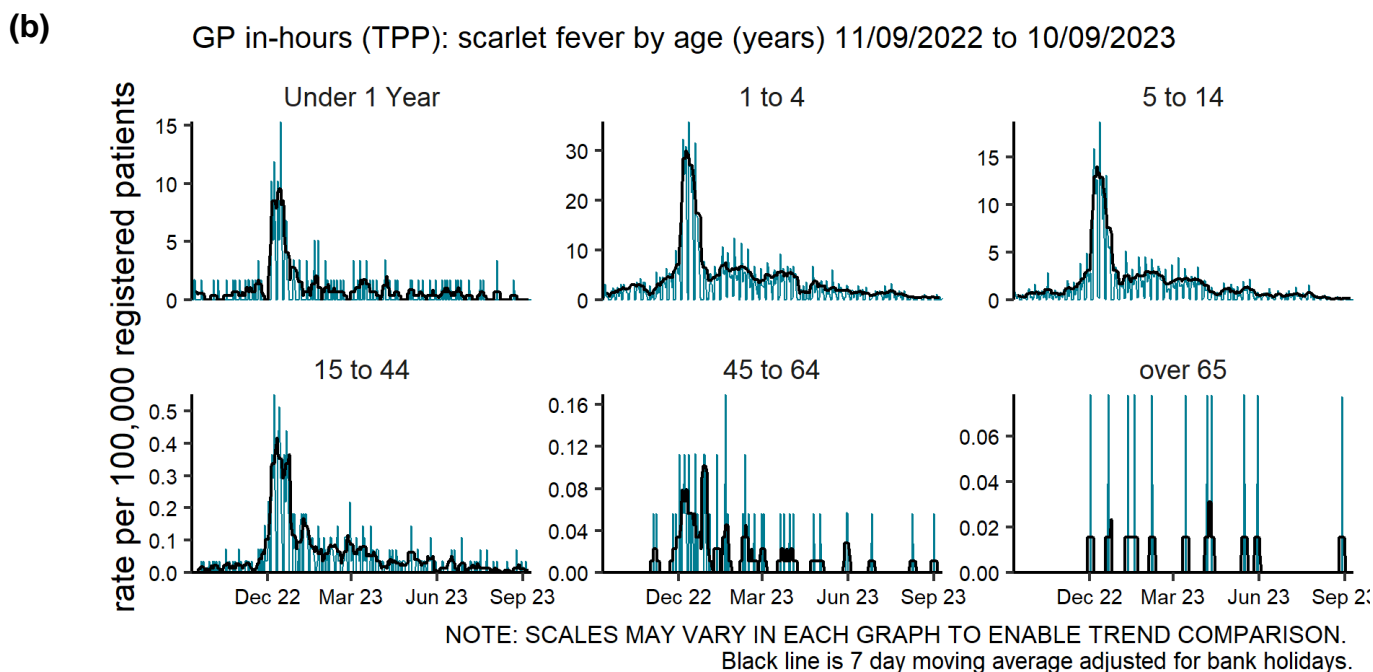 (b)
GP in-hours (TPP): scarlet fever by age (years) 11/09/2022 to 10/09/2023
rate per 100,000 registered patients
Under 1 Year
1 to 4
5 to 14
15
10
5
0
30
20
10
0
15
10
5
0
15 to 44
45 to 64
over 65
0.5
0.4
0.3
0.2
0.1
0.0
0.16
0.12
0.08
0.04
0.00
0.06
0.04
0.02
0.00
Dec 22 Mar 23 Jun 23 Sep 23
Dec 22 Mar 23 Jun 23 Sep 23
Dec 22 Mar 23 Jun 23 Sep
NOTE: SCALES MAY VARY IN EACH GRAPH TO ENABLE TREND COMPARISON.
Black line is 7 day moving average adjusted for bank holidays.